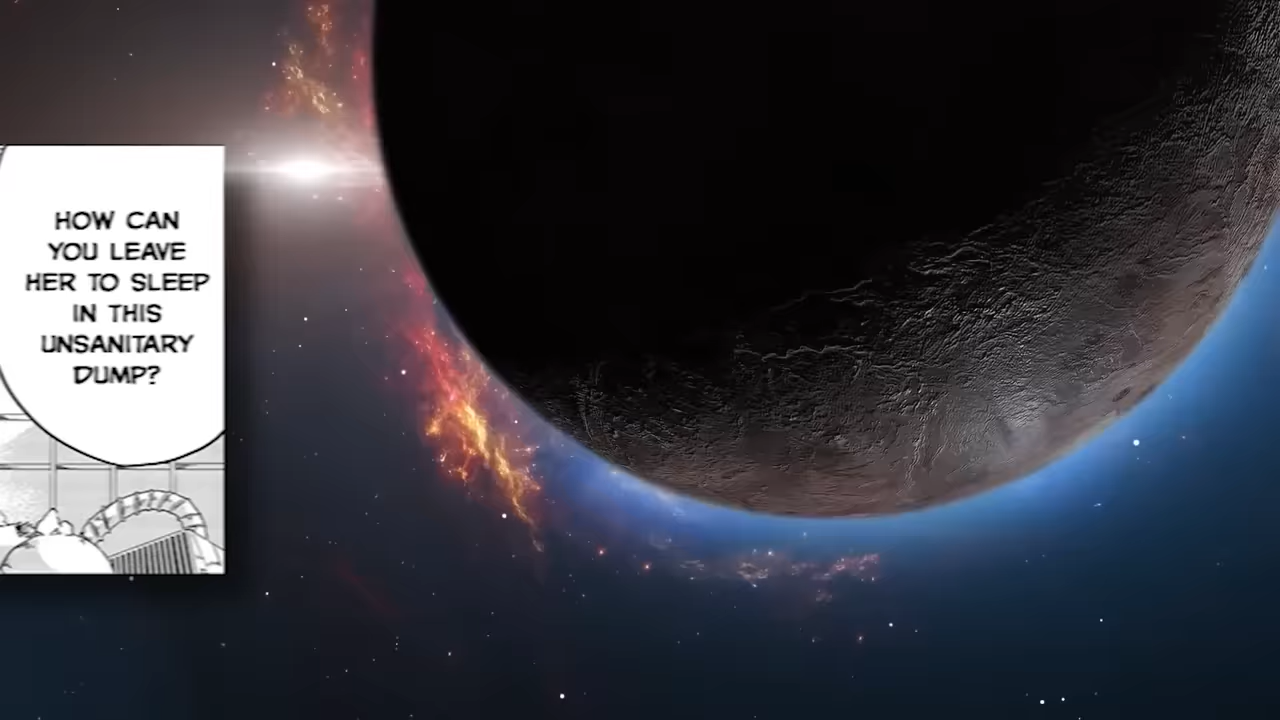 HOW CAN
YOU LEAVE
HER TO SLEEP
IN THIS
UNSANITARY
DUMP?